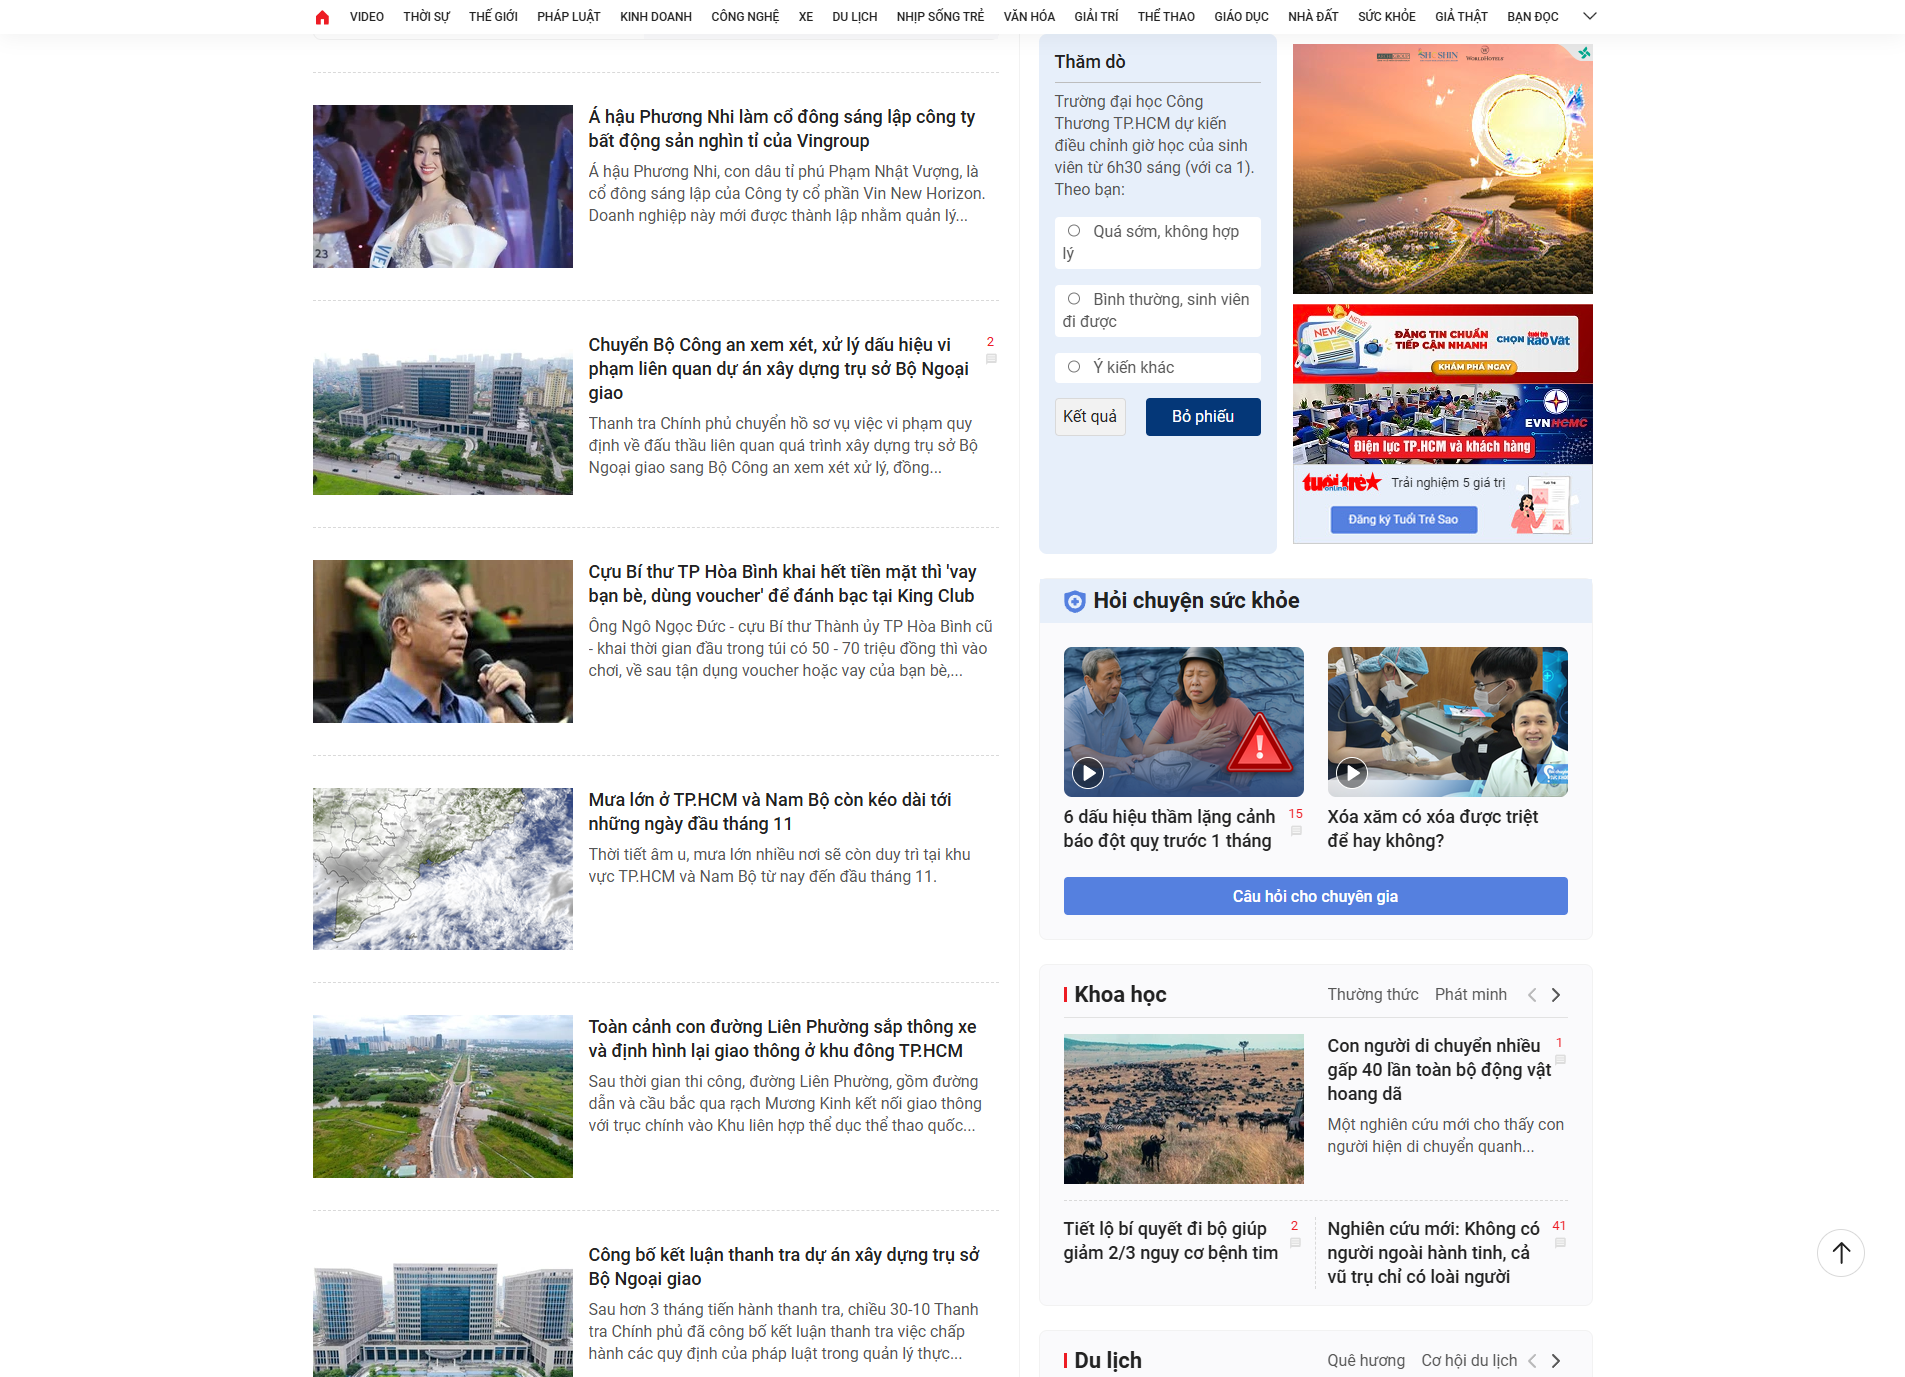 VIDEO THỜI SỰ THẾ GIỚI PHÁP LUẬT KINH DOANH CÔNG NGHỆ XE DU LỊCH NHỊP SỐNG TRẺ VĂN HÓA GIẢI TRÍ THỂ THAO GIÁO DỤC NHÀ ĐẤT SỨC KHỎE GIẢ THẬT BẠN ĐỌC
Á hậu Phương Nhi làm cổ đông sáng lập công ty
bất động sản nghìn tỉ của Vingroup
Á hậu Phương Nhi, con dâu tỉ phú Phạm Nhật Vượng, là
cổ đông sáng lập của Công ty cổ phần Vin New Horizon.
Doanh nghiệp này mới được thành lập nhằm quản lý...
23
VIE
Chuyển Bộ Công an xem xét, xử lý dấu hiệu vi
phạm liên quan dự án xây dựng trụ sở Bộ Ngoại
giao
2
Thanh tra Chính phủ chuyển hồ sơ vụ việc vi phạm quy
định về đấu thầu liên quan quá trình xây dựng trụ sở Bộ
Ngoại giao sang Bộ Công an xem xét xử lý, đồng...
Cựu Bí thư TP Hòa Bình khai hết tiền mặt thì 'vay
bạn bè, dùng voucher' để đánh bạc tại King Club
Ông Ngô Ngọc Đức - cựu Bí thư Thành ủy TP Hòa Bình cũ
- khai thời gian đầu trong túi có 50 - 70 triệu đồng thì vào
chơi, về sau tận dụng voucher hoặc vay của bạn bè,...
Mưa lớn ở TP.HCM và Nam Bộ còn kéo dài tới
những ngày đầu tháng 11
Thời tiết âm u, mưa lớn nhiều nơi sẽ còn duy trì tại khu
vực TP.HCM và Nam Bộ từ nay đến đầu tháng 11.
Toàn cảnh con đường Liên Phường sắp thông xe
và định hình lại giao thông ở khu đông TP.HCM
Sau thời gian thi công, đường Liên Phường, gồm đường
dẫn và cầu bắc qua rạch Mương Kinh kết nối giao thông
với trục chính vào Khu liên hợp thể dục thể thao quốc...
Công bố kết luận thanh tra dự án xây dựng trụ sở
Bộ Ngoại giao
Sau hơn 3 tháng tiến hành thanh tra, chiều 30-10 Thanh
tra Chính phủ đã công bố kết luận thanh tra việc chấp
hành các quy định của pháp luật trong quản lý thực...
Thăm dò
Trường đại học Công
Thương TP.HCM dự kiến
điều chỉnh giờ học của sinh
viên từ 6h30 sáng (với ca 1).
Theo bạn:
Quá sớm, không hợp
lý
Bình thường, sinh viên
đi được
Ý kiến khác
Kết quả
Bỏ phiếu
WORLDHOTELS
NEWS
NEWS
ĐĂNG TIN CHUẨN
TIẾP CẬN NHANH
CHỌN tuổi trẻ Rao Vặt
KHÁM PHÁ NGAY
EVNHCMC
Điện lực TP.HCM và khách hàng
tuổi trẻ online
Trải nghiệm 5 giá trị
Đăng ký Tuổi Trẻ Sao
Hỏi chuyện sức khỏe
6 dấu hiệu thầm lặng cảnh
báo đột quỵ trước 1 tháng
15
Xóa xăm có xóa được triệt
để hay không?
Câu hỏi cho chuyên gia
Khoa học
Thường thức Phát minh
Con người di chuyển nhiều
gấp 40 lần toàn bộ động vật
hoang dã
1
Một nghiên cứu mới cho thấy con
người hiện di chuyển quanh...
Tiết lộ bí quyết đi bộ giúp
giảm 2/3 nguy cơ bệnh tim
2
Nghiên cứu mới: Không có
người ngoài hành tinh, cả
vũ trụ chỉ có loài người
41
Du lịch
Quê hương Cơ hội du lịch